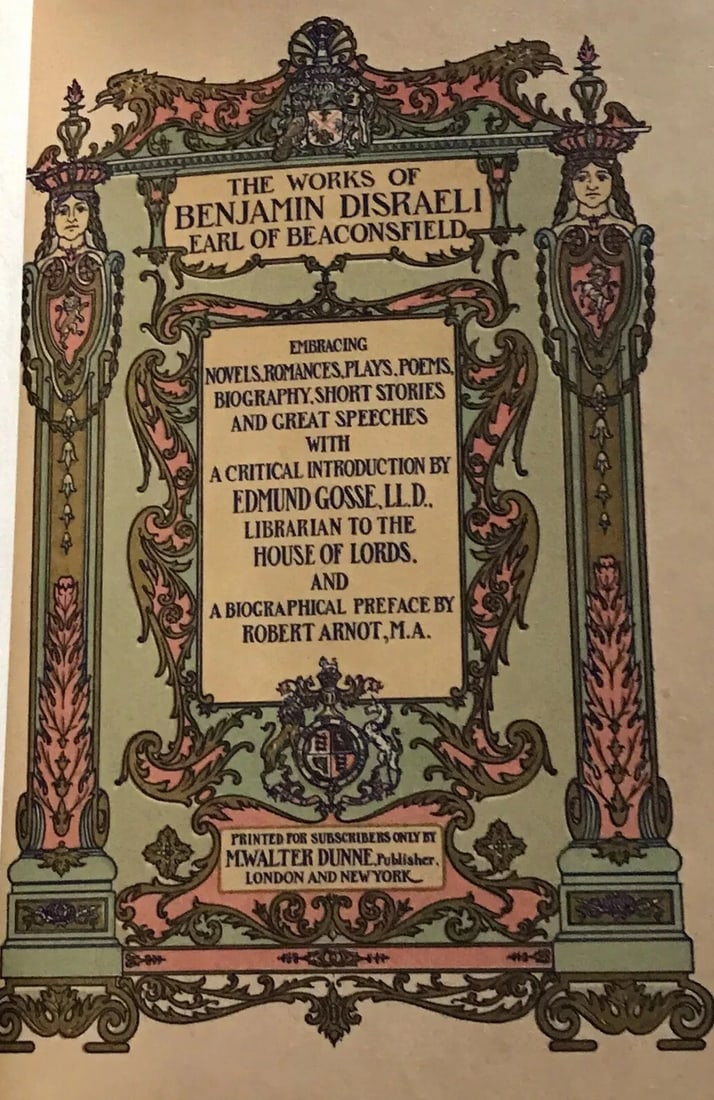 THE WORKS OF
BENJAMIN DISRAELI
EARL OF BEACONSFIELD
EMBRACING
NOVELS, ROMANCES, PLAYS, POEMS,
BIOGRAPHY, SHORT STORIES
AND GREAT SPEECHES
WITH
A CRITICAL INTRODUCTION BY
EDMUND GOSSE, LL.D.,
LIBRARIAN TO THE
HOUSE OF LORDS.
AND
A BIOGRAPHICAL PREFACE BY
ROBERT ARNOT, M.A.
PRINTED FOR SUBSCRIBERS ONLY BY
M. WALTER DUNNE, Publisher,
LONDON AND NEW YORK